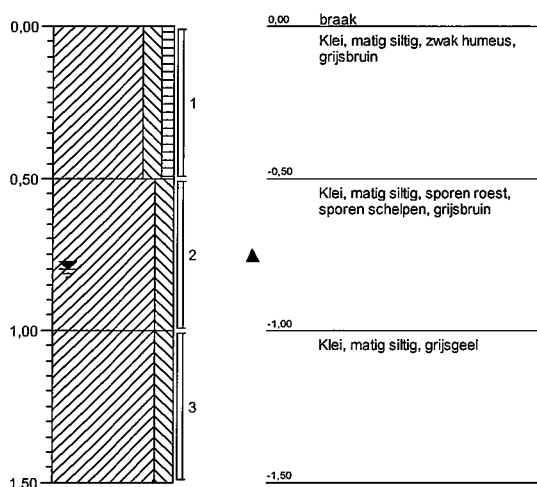 0,00
0,00
braak
Klei, matig siltig, zwak humeus,
grijsbruin
1
0,50
-0,50
Klei, matig siltig, sporen roest,
sporen schelpen, grijsbruin
2
1,00
-1,00
Klei, matig siltig, grijsgeel
3
1,50
-1,50